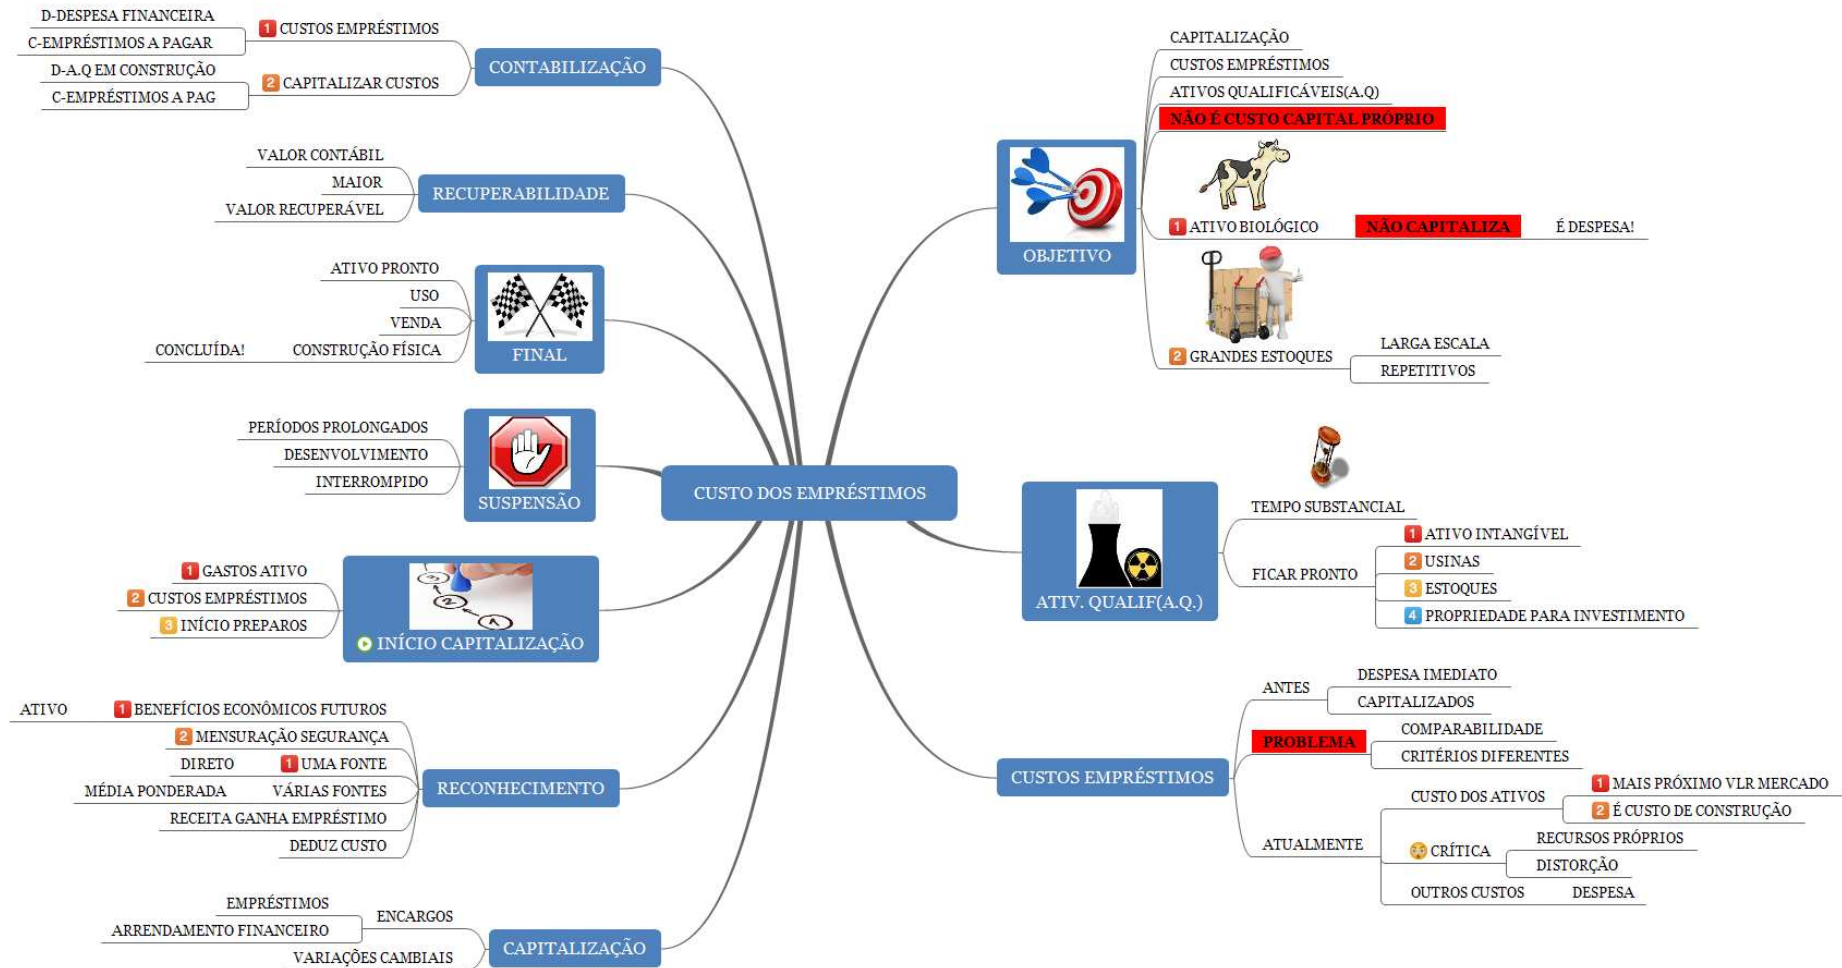 CUSTO DOS EMPRÉSTIMOS
OBJETIVO
CAPITALIZAÇÃO
CUSTOS EMPRÉSTIMOS
ATIVOS QUALIFICÁVEIS(A.Q)
NÃO É CUSTO CAPITAL PRÓPRIO
1 ATIVO BIOLÓGICO NÃO CAPITALIZA É DESPESA!
2 GRANDES ESTOQUES
LARGA ESCALA
REPETITIVOS
ATIV. QUALIF(A.Q.)
TEMPO SUBSTANCIAL
FICAR PRONTO
1 ATIVO INTANGÍVEL
2 USINAS
3 ESTOQUES
4 PROPRIEDADE PARA INVESTIMENTO
CUSTOS EMPRÉSTIMOS
ANTES
DESPESA IMEDIATO
CAPITALIZADOS
PROBLEMA
COMPARABILIDADE
CRITÉRIOS DIFERENTES
ATUALMENTE
CUSTO DOS ATIVOS
1 MAIS PRÓXIMO VLR MERCADO
2 É CUSTO DE CONSTRUÇÃO
CRÍTICA
RECURSOS PRÓPRIOS
DISTORÇÃO
OUTROS CUSTOS DESPESA
CONTABILIZAÇÃO
1 CUSTOS EMPRÉSTIMOS
D-DESPESA FINANCEIRA
C-EMPRÉSTIMOS A PAGAR
2 CAPITALIZAR CUSTOS
D-A.Q EM CONSTRUÇÃO
C-EMPRÉSTIMOS A PAG
RECUPERABILIDADE
VALOR CONTÁBIL
MAIOR
VALOR RECUPERÁVEL
FINAL
ATIVO PRONTO
USO
VENDA
CONCLUÍDA! CONSTRUÇÃO FÍSICA
SUSPENSÃO
PERÍODOS PROLONGADOS
DESENVOLVIMENTO
INTERROMPIDO
INÍCIO CAPITALIZAÇÃO
1 GASTOS ATIVO
2 CUSTOS EMPRÉSTIMOS
3 INÍCIO PREPAROS
RECONHECIMENTO
ATIVO 1 BENEFÍCIOS ECONÔMICOS FUTUROS
2 MENSURAÇÃO SEGURANÇA
DIRETO 1 UMA FONTE
MÉDIA PONDERADA VÁRIAS FONTES
RECEITA GANHA EMPRÉSTIMO
DEDUZ CUSTO
CAPITALIZAÇÃO
ENCARGOS
EMPRÉSTIMOS
ARRENDAMENTO FINANCEIRO
VARIAÇÕES CAMBIAIS